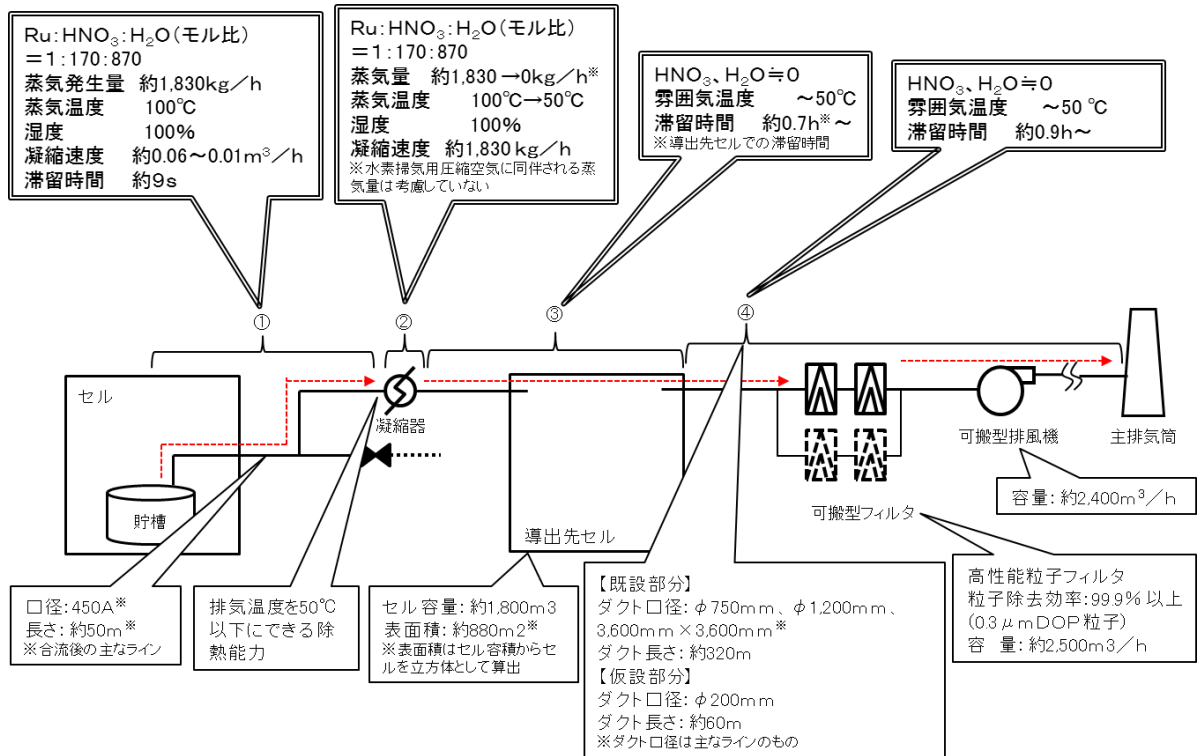 Ru:HNO₃:H₂O(モル比)
=1:170:870
蒸気発生量 約1,830kg/h
蒸気温度 100℃
湿度 100%
凝縮速度 約0.06~0.01m³/h
滞留時間 約9s
Ru:HNO₃:H₂O(モル比)
=1:170:870
蒸気量 約1,830→0kg/h※
蒸気温度 100℃→50℃
湿度 100%
凝縮速度 約1,830kg/h
※水素掃気用圧縮空気に同伴される蒸
気量は考慮していない
HNO₃、H₂O≒0
雰囲気温度 ~50℃
滞留時間 約0.7h※~
※導出先セルでの滞留時間
HNO₃、H₂O≒0
雰囲気温度 ~50 ℃
滞留時間 約0.9h~
①
②
③
④
セル
貯槽
凝縮器
導出先セル
可搬型フィルタ
可搬型排風機
主排気筒
容量:約2,400m³/h
口径:450A※
長さ:約50m※
※合流後の主なライン
排気温度を50℃
以下にできる除
熱能力
セル容量:約1,800m3
表面積:約880m2※
※表面積はセル容積からセ
ルを立方体として算出
【既設部分】
ダクト口径:φ750mm、φ1,200mm、
3,600mm×3,600mm※
ダクト長さ:約320m
【仮設部分】
ダクト口径:φ200mm
ダクト長さ:約60m
※ダクト口径は主なラインのもの
高性能粒子フィルタ
粒子除去効率:99.9%以上
(0.3μmDOP粒子)
容 量:約2,500m3/h